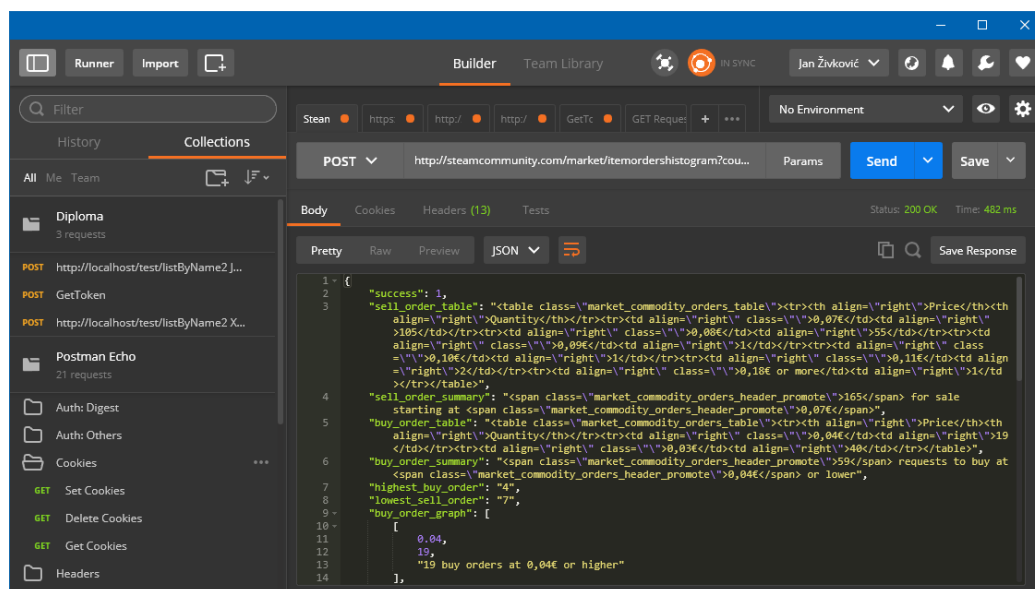 Runner Import Builder Team Library IN SYNC Jan Živković
Filter
History Collections
All Me Team
Diploma
3 requests
POST http://localhost/test/listByName2 J...
POST GetToken
POST http://localhost/test/listByName2 X...
Postman Echo
21 requests
Auth: Digest
Auth: Others
Cookies
GET Set Cookies
GET Delete Cookies
GET Get Cookies
Headers
Stean https http:/ http:/ GetTc GET Reques + No Environment
POST http://steamcommunity.com/market/itemordershistogram?cou... Params Send Save
Body Cookies Headers (13) Tests Status: 200 OK Time: 482 ms
Pretty Raw Preview JSON Save Response
1 {
2 "success": 1,
3 "sell_order_table": "<table class=\"market_commodity_orders_table\"><tr><th align=\"right\">Price</th><th
align=\"right\">Quantity</th></tr><tr><td align=\"right\" class=\"\">0,07€</td><td align=\"right\"
>105</td></tr><tr><td align=\"right\" class=\"\">0,08€</td><td align=\"right\">55</td></tr><tr><td
align=\"right\" class=\"\">0,09€</td><td align=\"right\">1</td></tr><tr><td align=\"right\" class
=\"\">0,10€</td><td align=\"right\">1</td></tr><tr><td align=\"right\" class=\"\">0,11€</td><td align
=\"right\">2</td></tr><tr><td align=\"right\" class=\"\">0,18€ or more</td><td align=\"right\">1</td
></tr></table>",
4 "sell_order_summary": "<span class=\"market_commodity_orders_header_promote\">165</span> for sale
starting at <span class=\"market_commodity_orders_header_promote\">0,07€</span>",
5 "buy_order_table": "<table class=\"market_commodity_orders_table\"><tr><th align=\"right\">Price</th><th
align=\"right\">Quantity</th></tr><tr><td align=\"right\" class=\"\">0,04€</td><td align=\"right\">19
</td></tr><tr><td align=\"right\" class=\"\">0,03€</td><td align=\"right\">40</td></tr></table>",
6 "buy_order_summary": "<span class=\"market_commodity_orders_header_promote\">59</span> requests to buy at
<span class=\"market_commodity_orders_header_promote\">0,04€</span> or lower",
7 "highest_buy_order": "4",
8 "lowest_sell_order": "7",
9 "buy_order_graph": [
10 [
11 0.04,
12 19,
13 "19 buy orders at 0,04€ or higher"
14 ],